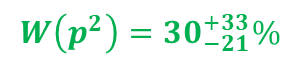 W(p²) = 30⁺³³₋₂₁%